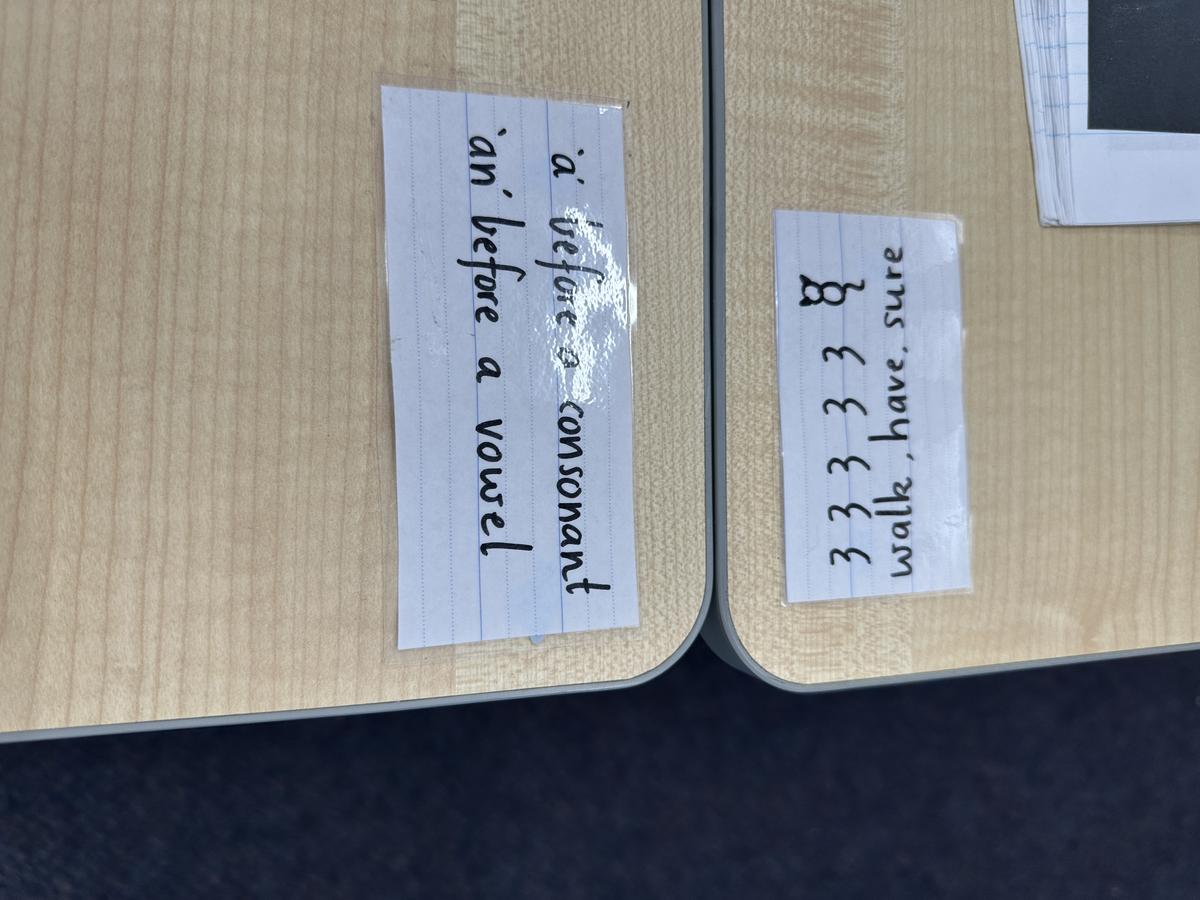 'a' before a consonant
'an' before a vowel
3 3 3 3 3 8
walk, have, sure